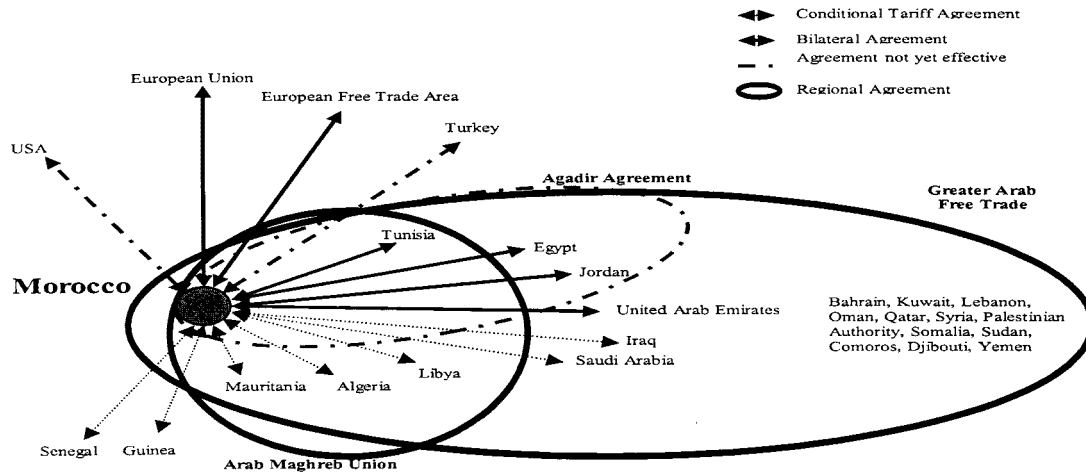 Conditional Tariff Agreement
Bilateral Agreement
Agreement not yet effective
Regional Agreement
European Union
European Free Trade Area
Turkey
USA
Agadir Agreement
Greater Arab
Free Trade
Tunisia
Egypt
Jordan
Morocco
United Arab Emirates
Bahrain, Kuwait, Lebanon,
Oman, Qatar, Syria, Palestinian
Authority, Somalia, Sudan,
Comoros, Djibouti, Yemen
Iraq
Saudi Arabia
Libya
Mauritania
Algeria
Senegal
Guinea
Arab Maghreb Union